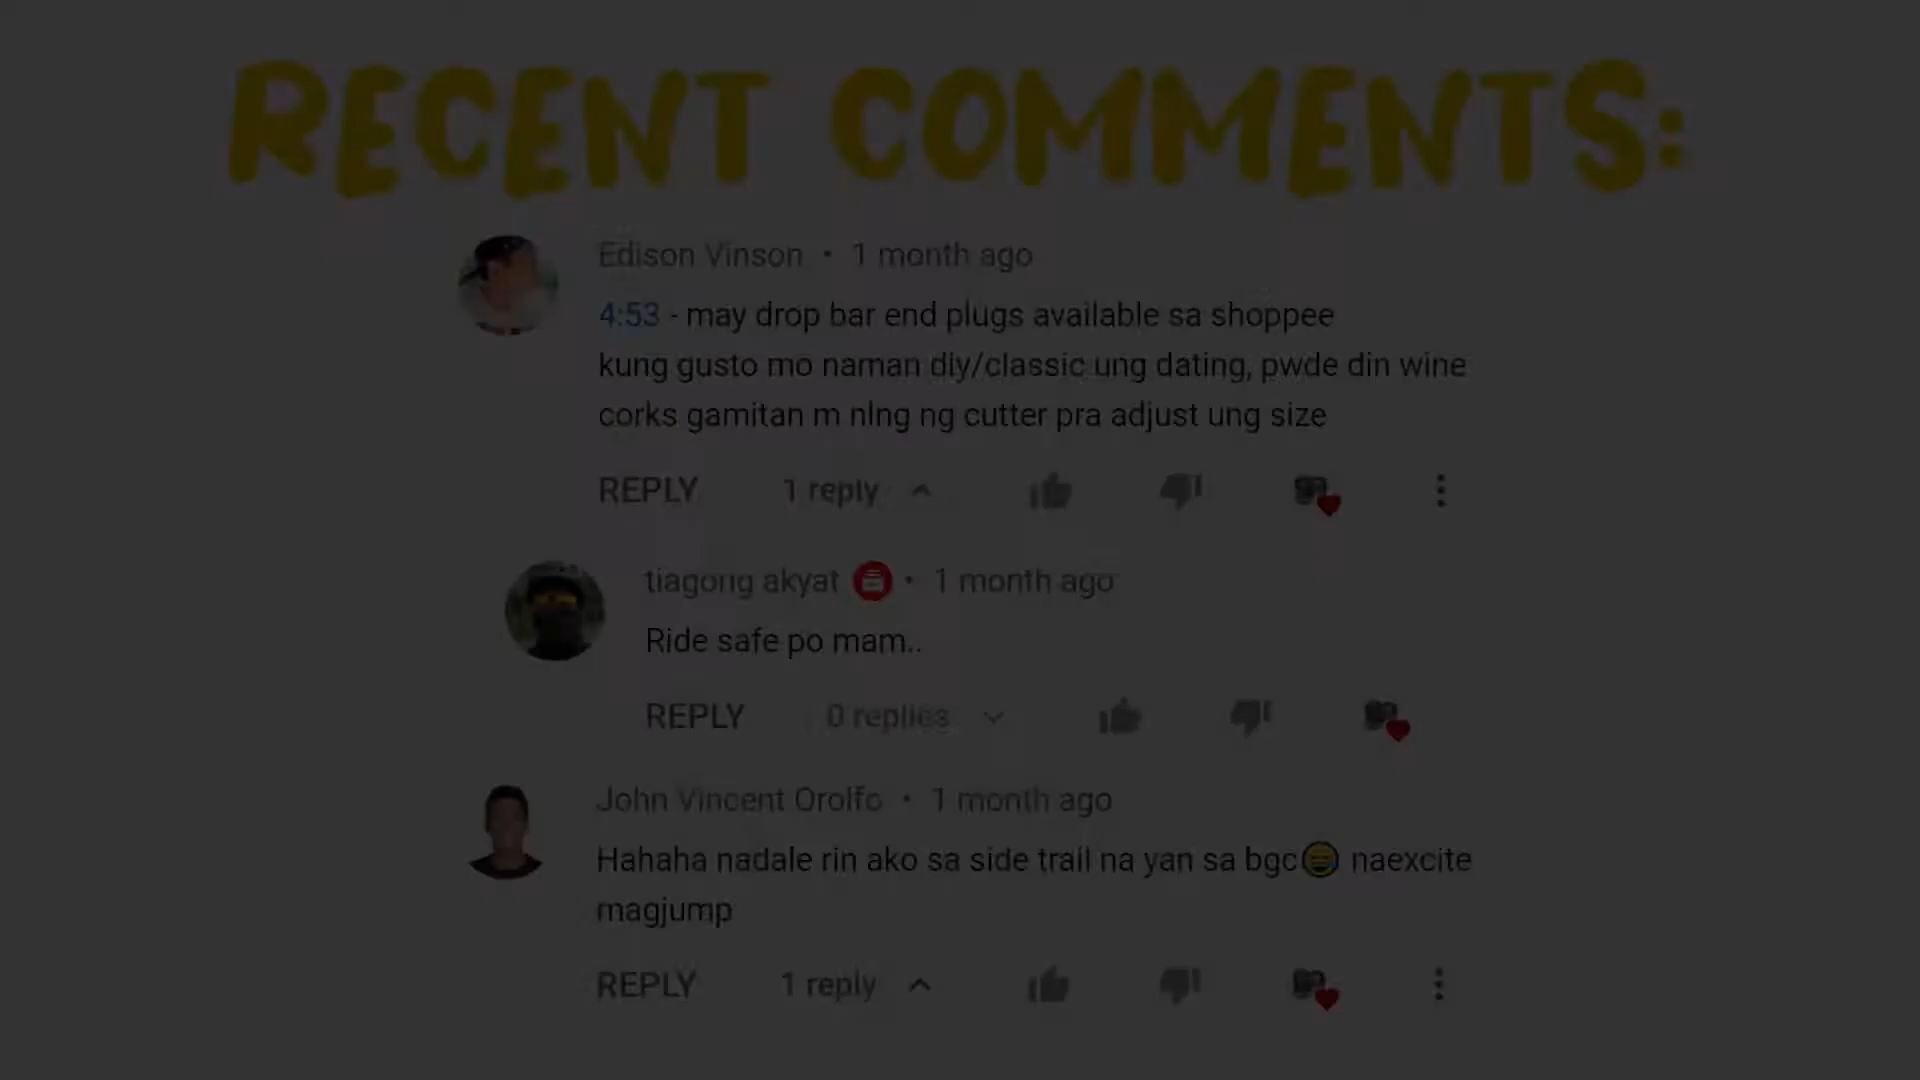 RECENT COMMENTS:
Edison Vinson • 1 month ago
4:53 - may drop bar end plugs available sa shoppee
kung gusto mo naman dly/classic ung dating, pwde din wine
corks gamitan m nlng ng cutter pra adjust ung size
REPLY 1 reply
tiagong akyat • 1 month ago
Ride safe po mam..
REPLY 0 replies
John Vincent Orolfo • 1 month ago
Hahaha nadale rin ako sa side trail na yan sa bgc😅 naexcite
magjump
REPLY 1 reply